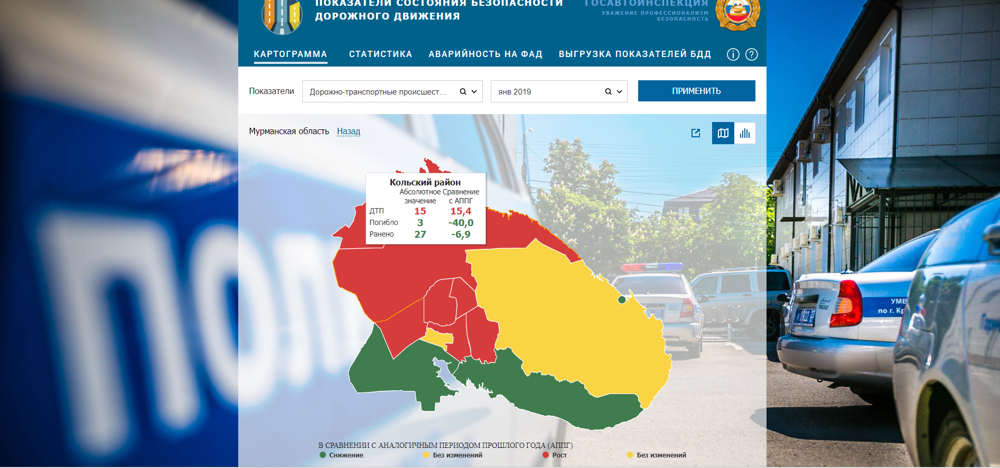 ПОКАЗАТЕЛИ СОСТОЯНИЯ БЕЗОПАСНОСТИ
ДОРОЖНОГО ДВИЖЕНИЯ
ГОСАВТОИНСПЕКЦИЯ
УВАЖЕНИЕ ПРОФЕССИОНАЛИЗМ
БЕЗОПАСНОСТЬ
КАРТОГРАММА СТАТИСТИКА АВАРИЙНОСТЬ НА ФАД ВЫГРУЗКА ПОКАЗАТЕЛЕЙ БДД
Показатели Дорожно-транспортные происшест... янв 2019 ПРИМЕНИТЬ
Мурманская область Назад
Кольский район
Абсолютное Сравнение
значение с АППГ
ДТП 15 15,4
Погибло 3 -40,0
Ранено 27 -6,9
ПОЛ
УМВ
по г. Кр
В СРАВНЕНИИ С АНАЛОГИЧНЫМ ПЕРИОДОМ ПРОШЛОГО ГОДА (АППГ)
Снижение Без изменений Рост Без изменений